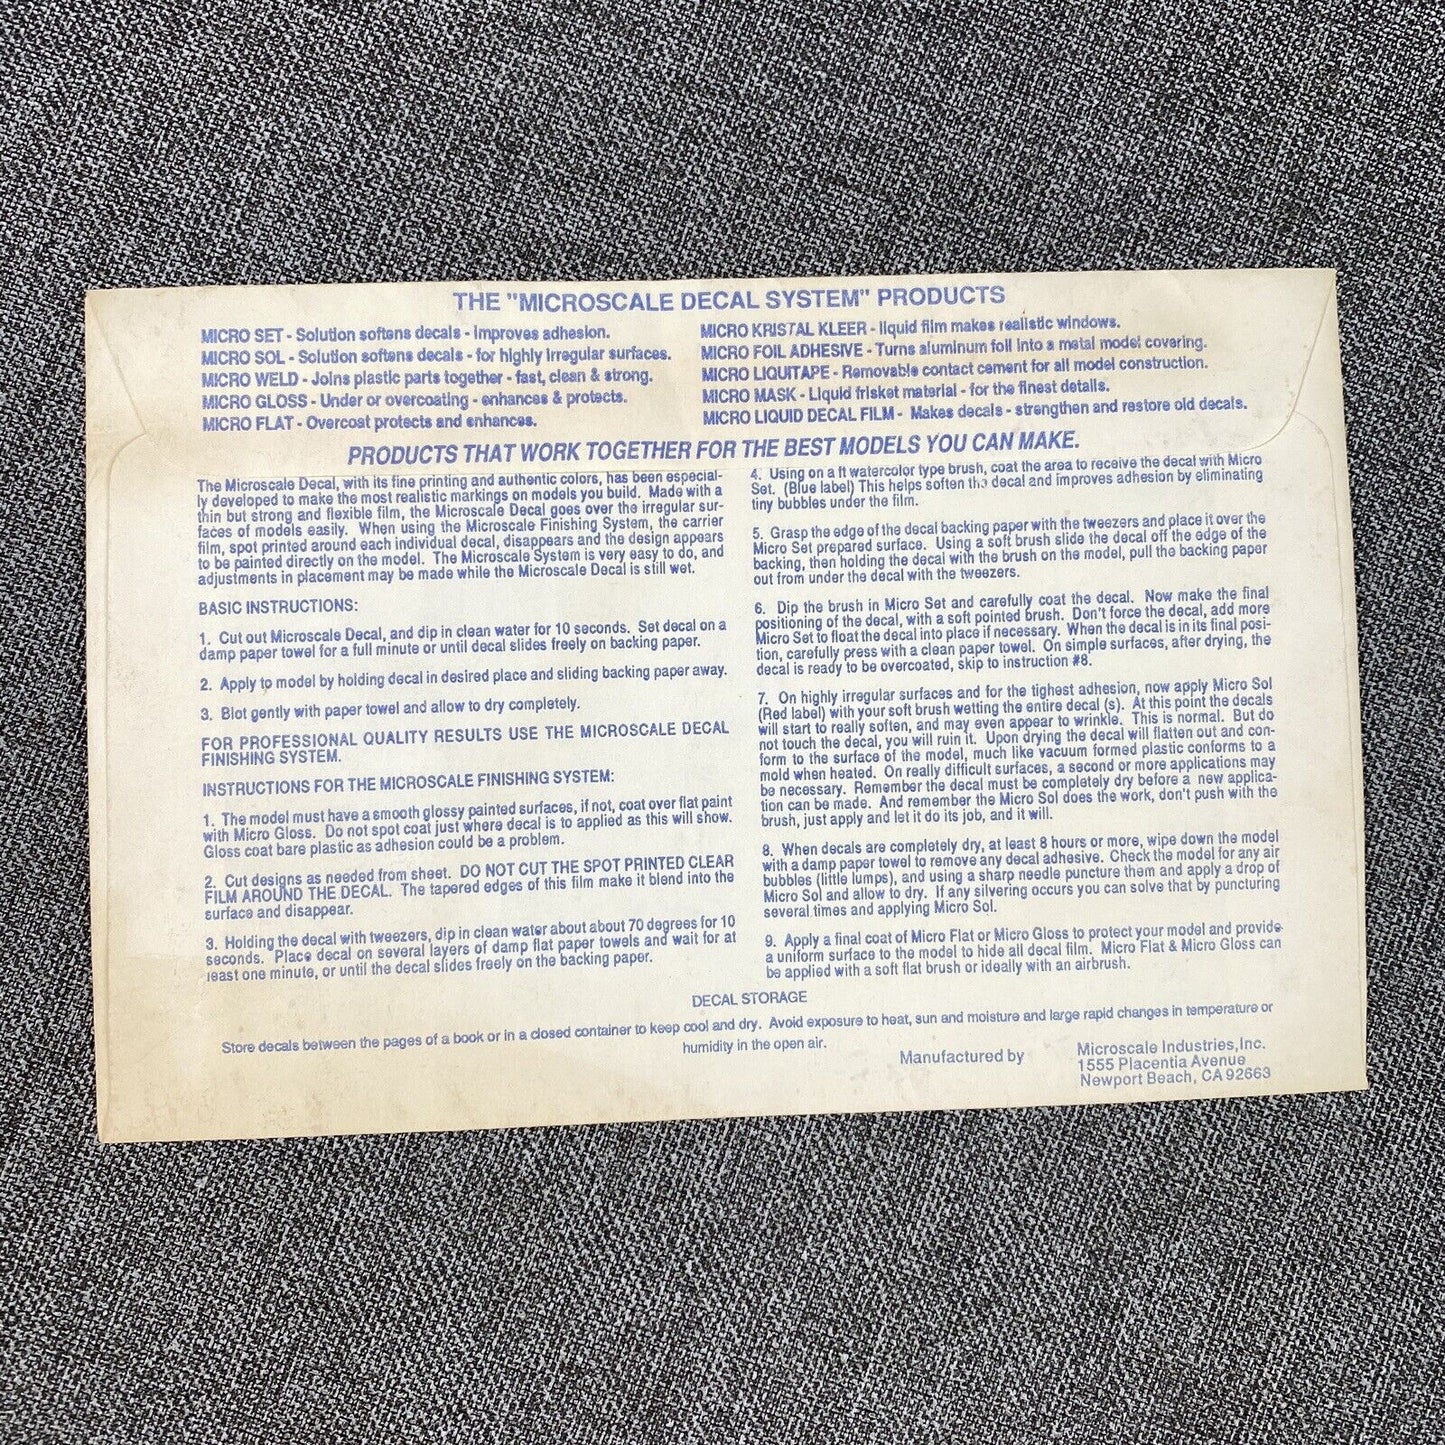 THE "MICROSCALE DECAL SYSTEM" PRODUCTS
MICRO SET - Solution softens decals - improves adhesion.
MICRO SOL - Solution softens decals - for highly irregular surfaces.
MICRO WELD - Joins plastic parts together - fast, clean & strong.
MICRO GLOSS - Under or overcoating - enhances & protects.
MICRO FLAT - Overcoat protects and enhances.
MICRO KRISTAL KLEER - liquid film makes realistic windows.
MICRO FOIL ADHESIVE - Turns aluminum foil into a metal model covering.
MICRO LIQUITAPE - Removable contact cement for all model construction.
MICRO MASK - Liquid frisket material - for the finest details.
MICRO LIQUID DECAL FILM - Makes decals - strengthen and restore old decals.
PRODUCTS THAT WORK TOGETHER FOR THE BEST MODELS YOU CAN MAKE.
The Microscale Decal, with its fine printing and authentic colors, has been especial-
ly developed to make the most realistic markings on models you build. Made with a
thin but strong and flexible film, the Microscale Decal goes over the irregular sur-
faces of models easily. When using the Microscale Finishing System, the carrier
film, spot printed around each individual decal, disappears and the design appears
to be painted directly on the model. The Microscale System is very easy to do, and
adjustments in placement may be made while the Microscale Decal is still wet.
BASIC INSTRUCTIONS:
1. Cut out Microscale Decal, and dip in clean water for 10 seconds. Set decal on a
damp paper towel for a full minute or until decal slides freely on backing paper.
2. Apply to model by holding decal in desired place and sliding backing paper away.
3. Blot gently with paper towel and allow to dry completely.
FOR PROFESSIONAL QUALITY RESULTS USE THE MICROSCALE DECAL
FINISHING SYSTEM.
INSTRUCTIONS FOR THE MICROSCALE FINISHING SYSTEM:
1. The model must have a smooth glossy painted surfaces, if not, coat over flat paint
with Micro Gloss. Do not spot coat just where decal is to applied as this will show.
Gloss coat bare plastic as adhesion could be a problem.
2. Cut designs as needed from sheet. DO NOT CUT THE SPOT PRINTED CLEAR
FILM AROUND THE DECAL. The tapered edges of this film make it blend into the
surface and disappear.
3. Holding the decal with tweezers, dip in clean water about about 70 degrees for 10
seconds. Place decal on several layers of damp flat paper towels and wait for at
least one minute, or until the decal slides freely on the backing paper.
4. Using on a ft watercolor type brush, coat the area to receive the decal with Micro
Set. (Blue label) This helps soften the decal and improves adhesion by eliminating
tiny bubbles under the film.
5. Grasp the edge of the decal backing paper with the tweezers and place it over the
Micro Set prepared surface. Using a soft brush slide the decal off the edge of the
backing, then holding the decal with the brush on the model, pull the backing paper
out from under the decal with the tweezers.
6. Dip the brush in Micro Set and carefully coat the decal. Now make the final
positioning of the decal, with a soft pointed brush. Don't force the decal, add more
Micro Set to float the decal into place if necessary. When the decal is in its final posi-
tion, carefully press with a clean paper towel. On simple surfaces, after drying, the
decal is ready to be overcoated, skip to instruction #8.
7. On highly irregular surfaces and for the tighest adhesion, now apply Micro Sol
(Red label) with your soft brush wetting the entire decal (s). At this point the decals
will start to really soften, and may even appear to wrinkle. This is normal. But do
not touch the decal, you will ruin it. Upon drying the decal will flatten out and con-
form to the surface of the model, much like vacuum formed plastic conforms to a
mold when heated. On really difficult surfaces, a second or more applications may
be necessary. Remember the decal must be completely dry before a new applica-
tion can be made. And remember the Micro Sol does the work, don't push with the
brush, just apply and let it do its job, and it will.
8. When decals are completely dry, at least 8 hours or more, wipe down the model
with a damp paper towel to remove any decal adhesive. Check the model for any air
bubbles (little lumps), and using a sharp needle puncture them and apply a drop of
Micro Sol and allow to dry. If any silvering occurs you can solve that by puncturing
several times and applying Micro Sol.
9. Apply a final coat of Micro Flat or Micro Gloss to protect your model and provide
a uniform surface to the model to hide all decal film. Micro Flat & Micro Gloss can
be applied with a soft flat brush or ideally with an airbrush.
DECAL STORAGE
Store decals between the pages of a book or in a closed container to keep cool and dry. Avoid exposure to heat, sun and moisture and large rapid changes in temperature or
humidity in the open air.
Manufactured by
Microscale Industries,Inc.
1555 Placentia Avenue
Newport Beach, CA 92663